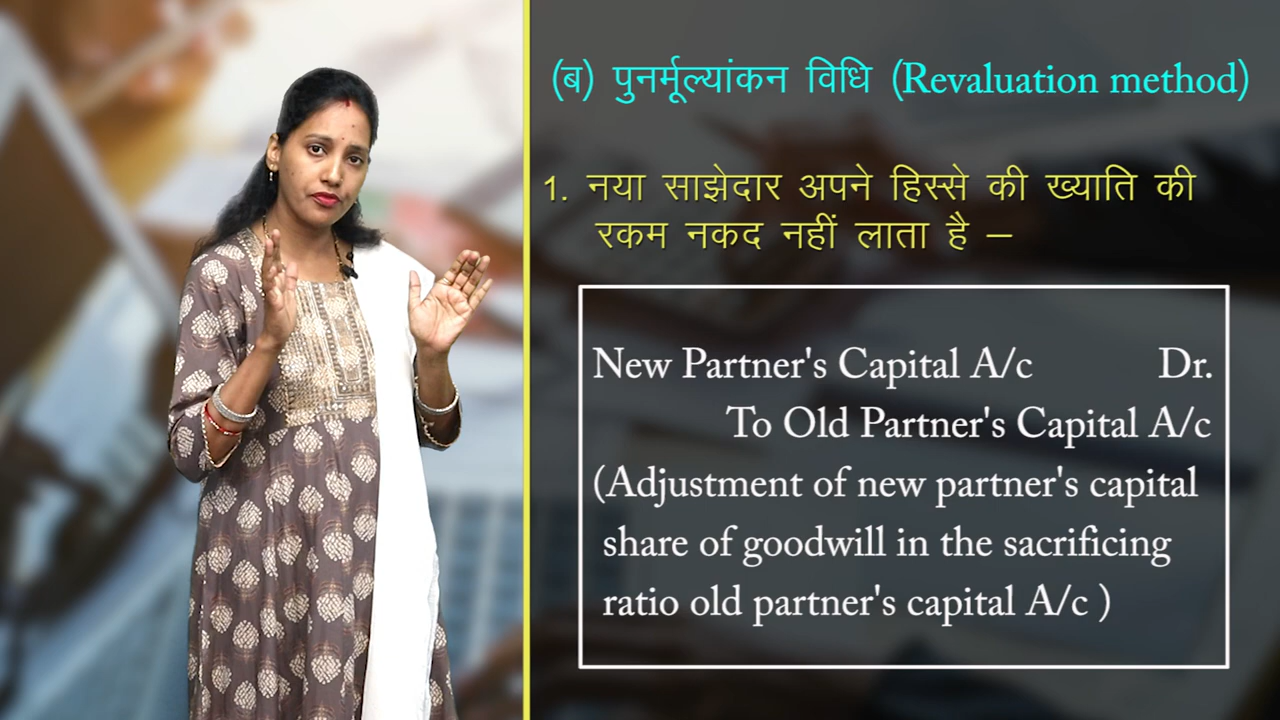 (ब) पुनर्मूल्यांकन विधि (Revaluation method)
1. नया साझेदार अपने हिस्से की ख्याति की
रकम नकद नहीं लाता है –
New Partner's Capital A/c Dr.
To Old Partner's Capital A/c
(Adjustment of new partner's capital
share of goodwill in the sacrificing
ratio old partner's capital A/c )